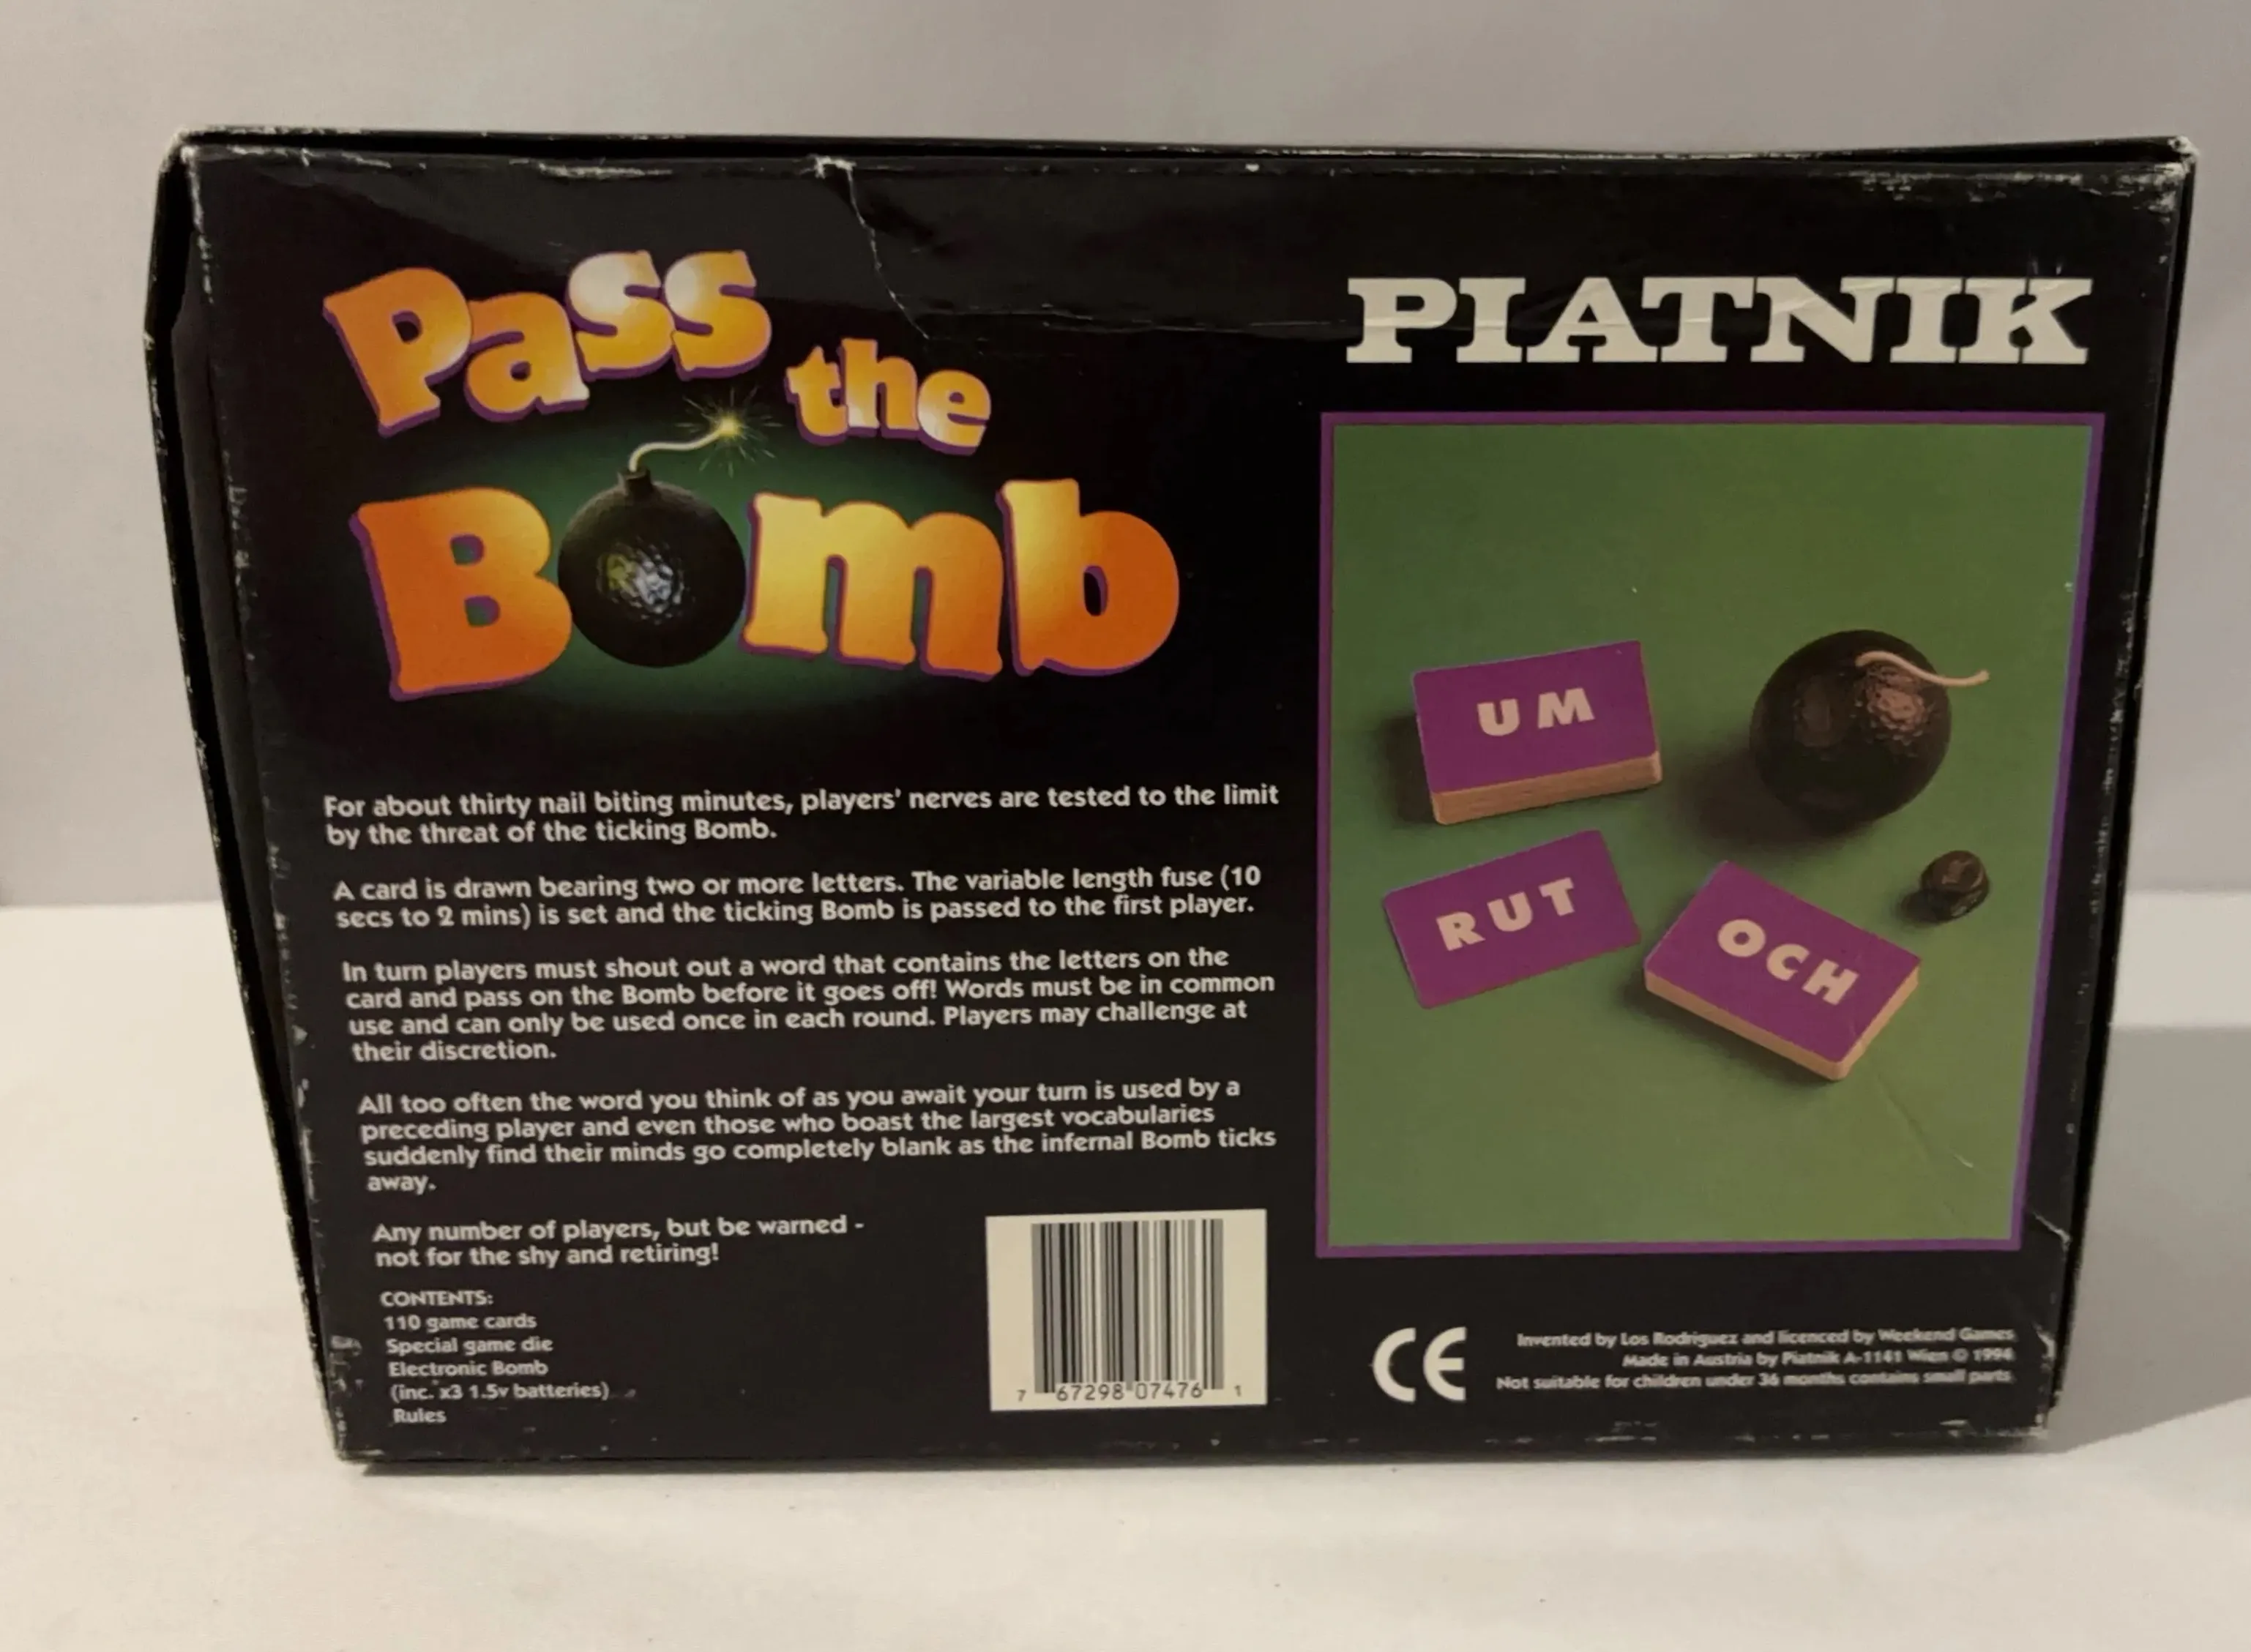 Pass
the
Bomb
For about thirty nail biting minutes, players' nerves are tested to the limit
by the threat of the ticking Bomb.
A card is drawn bearing two or more letters. The variable length fuse (10
secs to 2 mins) is set and the ticking Bomb is passed to the first player.
In turn players must shout out a word that contains the letters on the
card and pass on the Bomb before it goes off! Words must be in common
use and can only be used once in each round. Players may challenge at
their discretion.
All too often the word you think of as you await your turn is used by a
preceding player and even those who boast the largest vocabularies
suddenly find their minds go completely blank as the infernal Bomb ticks
away.
Any number of players, but be warned -
not for the shy and retiring!
CONTENTS:
110 game cards
Special game die
Electronic Bomb
(inc. x3 1.5v batteries)
Rules
7 67298 07476 1
PIATNIK
UM
RUT
OCH
CE
Invented by Los Rodriguez and licenced by Weekend Games
Made in Austria by Piatnik A-1141 Wien © 1994
Not suitable for children under 36 months contains small parts